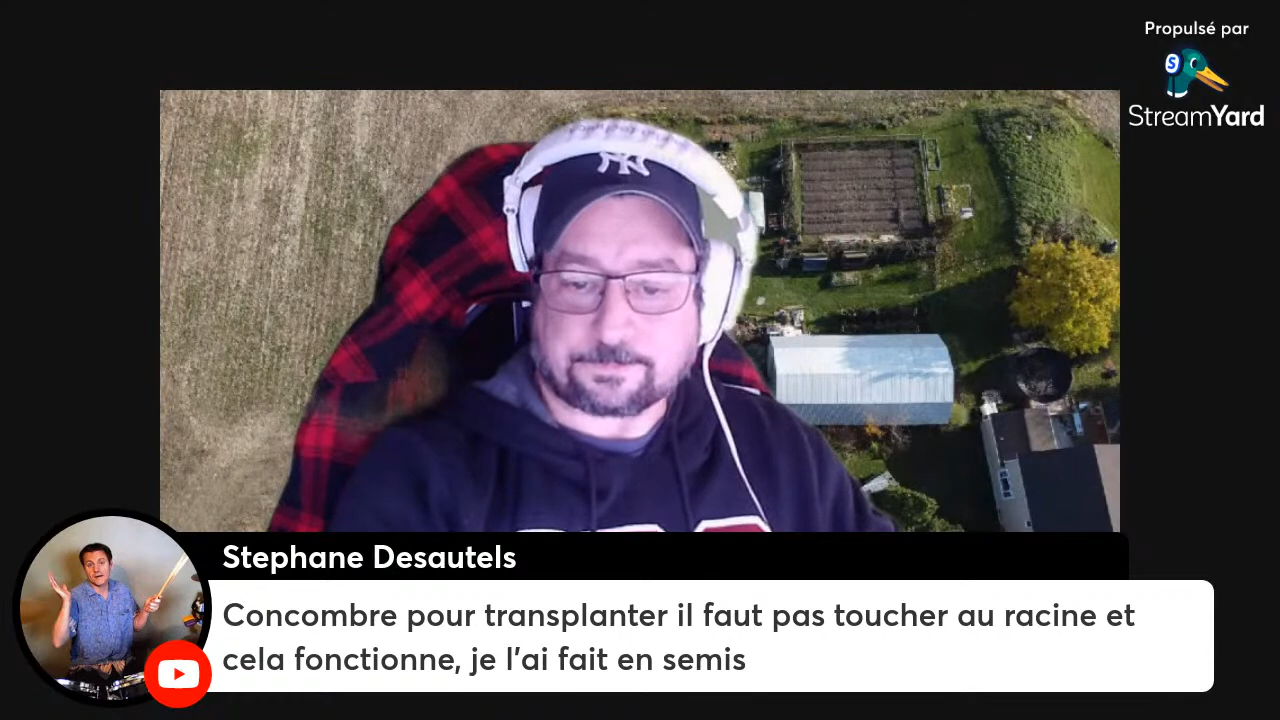 Propulsé par
StreamYard
NY
Stephane Desautels
Concombre pour transplanter il faut pas toucher au racine et
cela fonctionne, je l'ai fait en semis